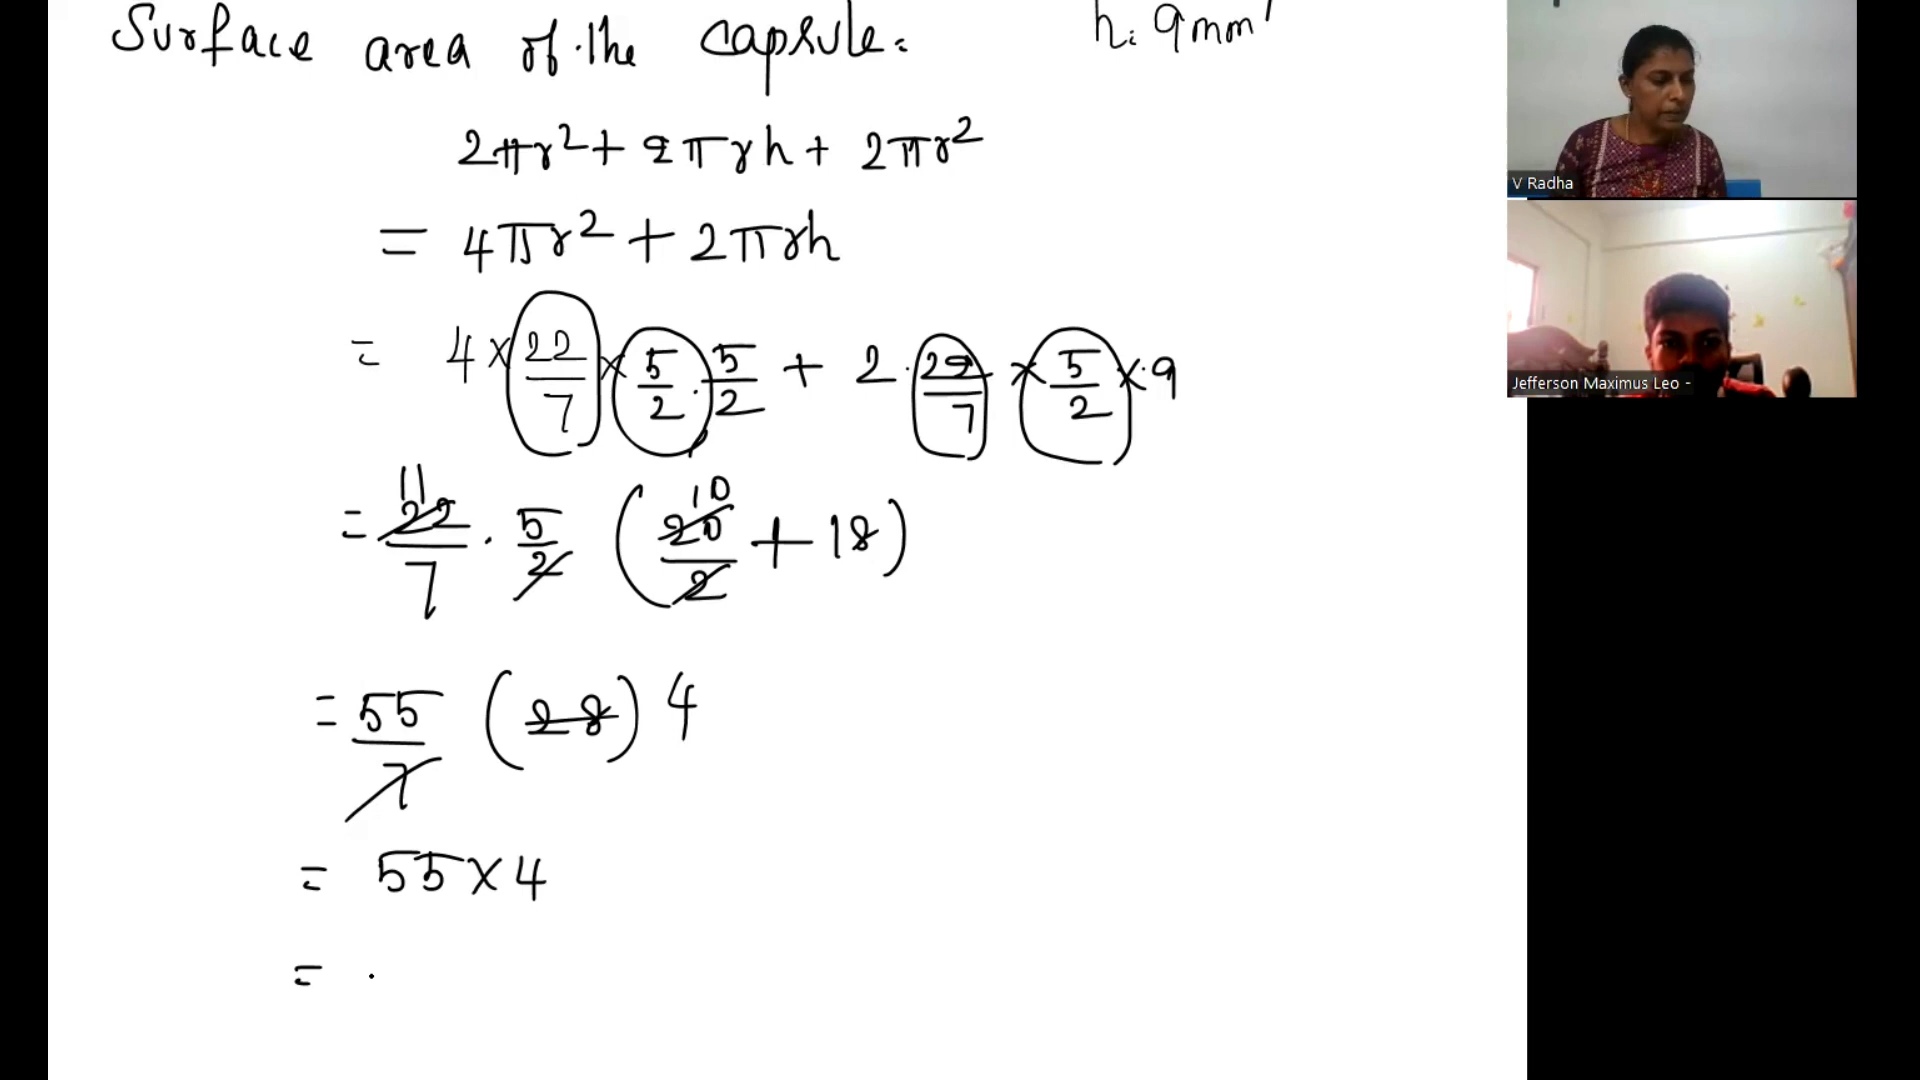 Surface area of the capsule = h = 9mm
2πr² + 2πrh + 2πr²
= 4πr² + 2πrh
= 4 × 22/7 × 5/2 · 5/2 + 2 · 22/7 × 5/2 × 9
= 22/7 · 5/2 (20/2 + 18) 11 10
= 55/7 (28) 4
= 55 × 4
= .
V Radha
Jefferson Maximus Leo -